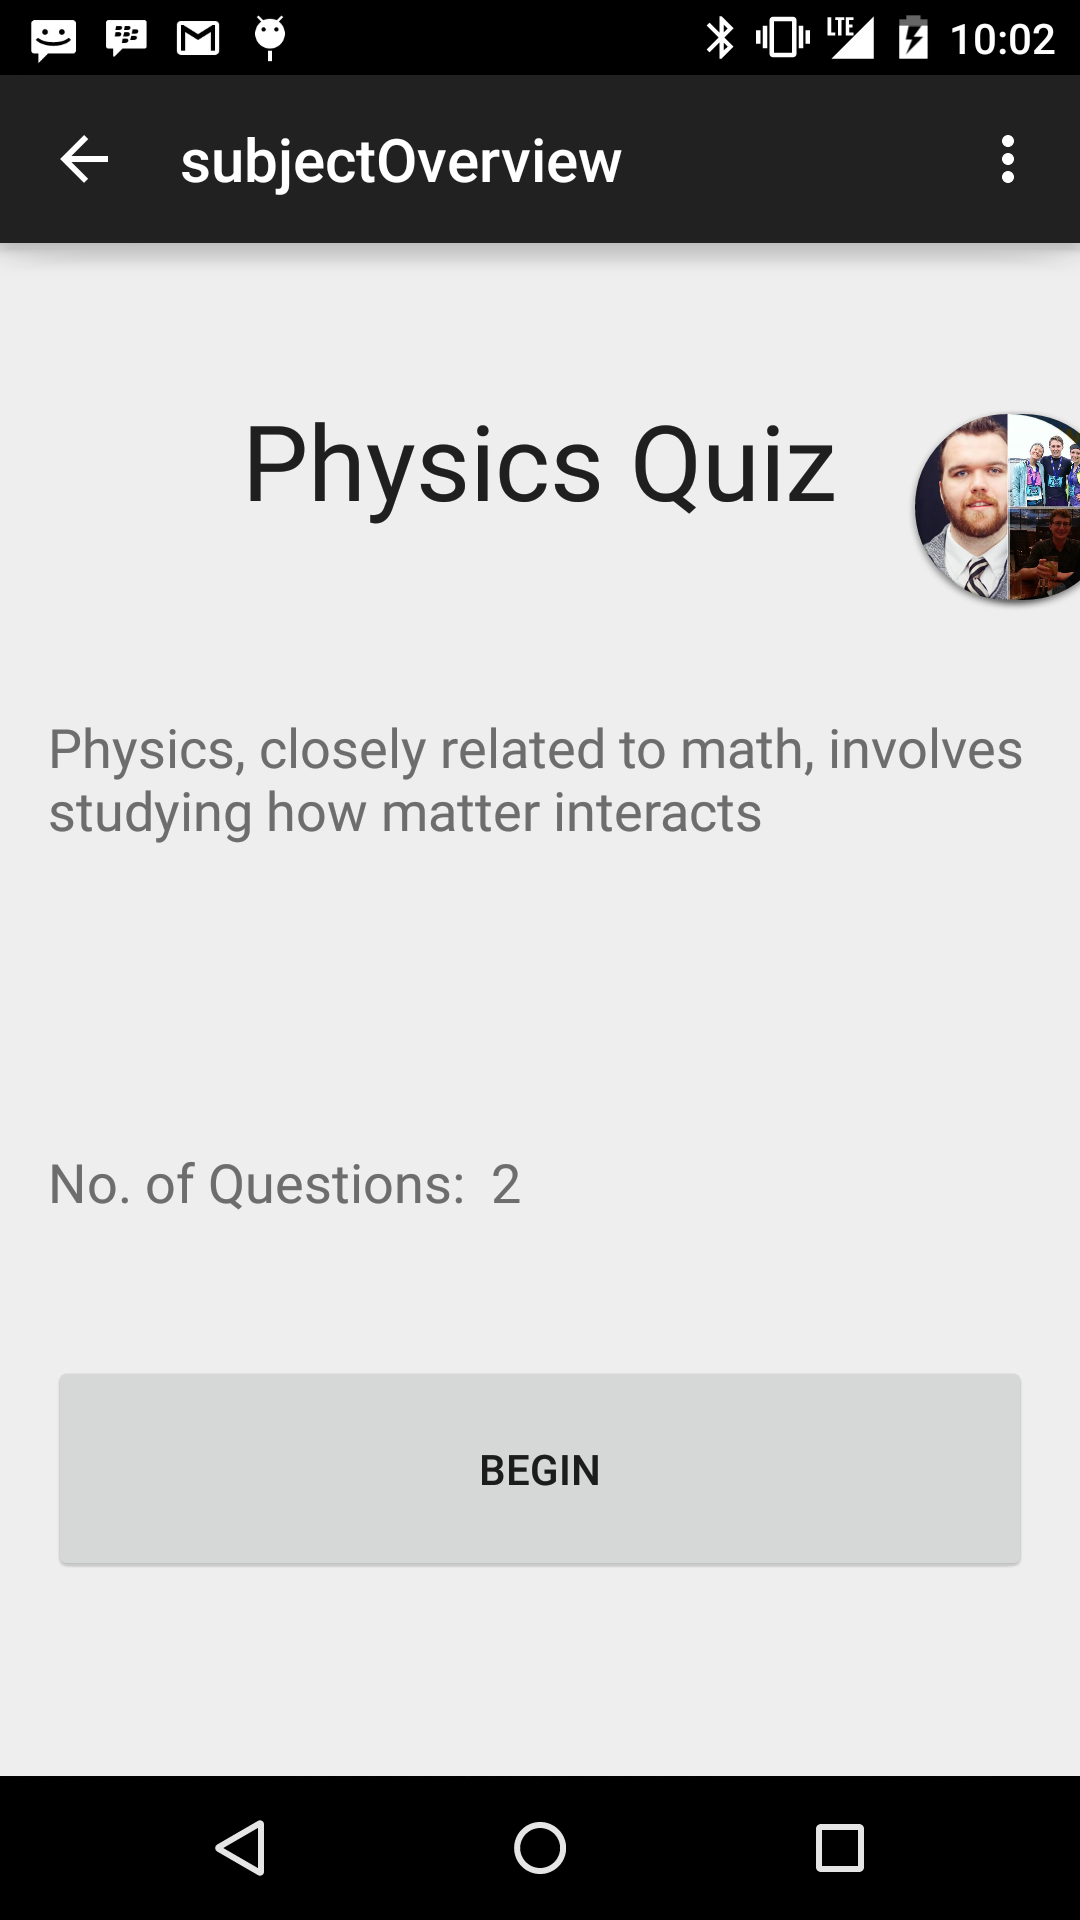 LTE 10:02
subjectOverview
Physics Quiz
Physics, closely related to math, involves
studying how matter interacts
No. of Questions: 2
BEGIN